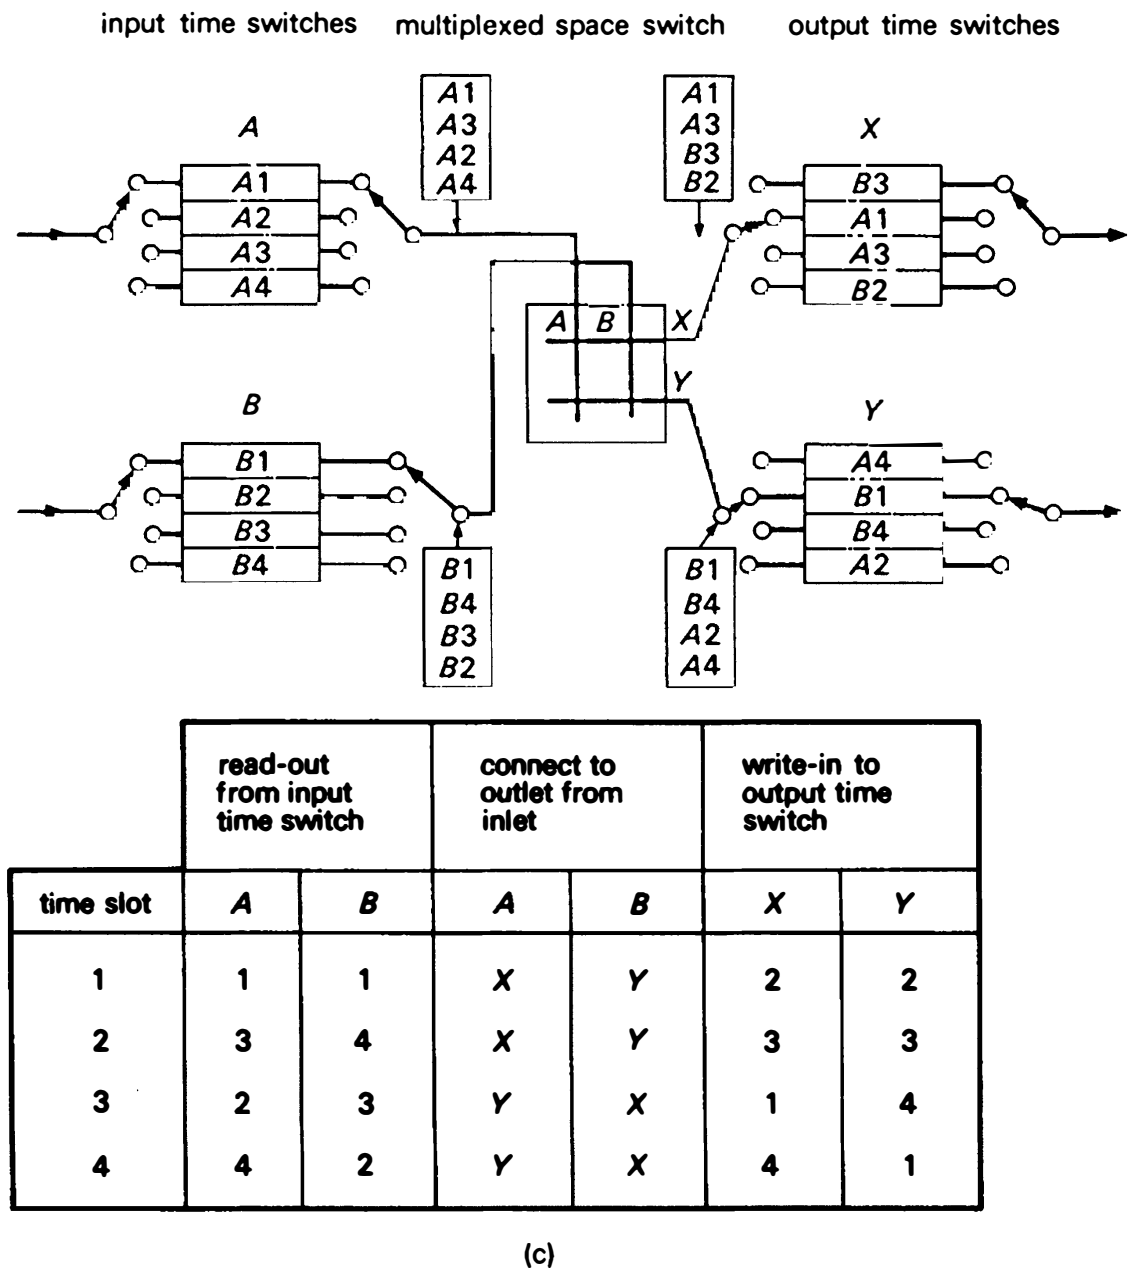 input time switches multiplexed space switch output time switches
A1
A3
A2
A4
A1
A3
B3
B2
A
A1
A2
A3
A4
X
B3
A1
A3
B2
A B X
Y
B
B1
B2
B3
B4
Y
A4
B1
B4
A2
B1
B4
B3
B2
B1
B4
A2
A4
read-out from input time switch
connect to outlet from inlet
write-in to output time switch
time slot A B A B X Y
1 1 1 X Y 2 2
2 3 4 X Y 3 3
3 2 3 Y X 1 4
4 4 2 Y X 4 1
(c)